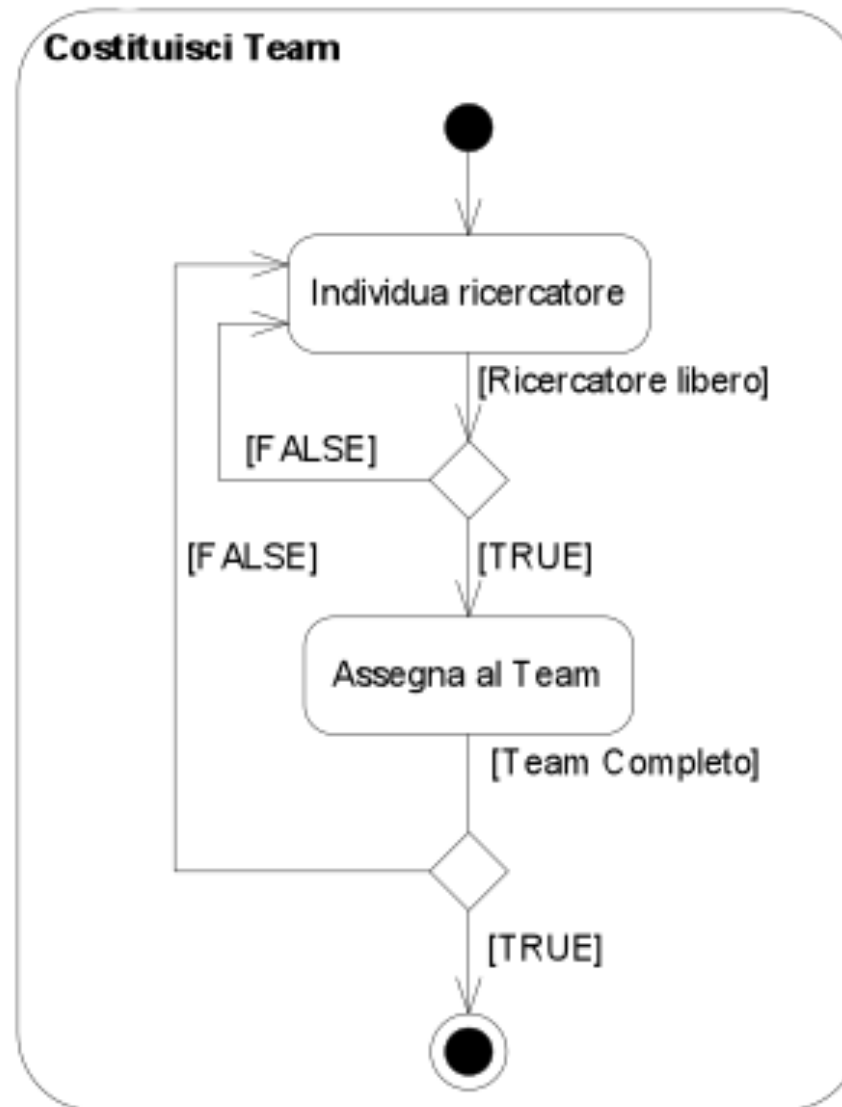 Costituisci Team
Individua ricercatore
[Ricercatore libero]
[FALSE]
[FALSE]
[TRUE]
Assegna al Team
[Team Completo]
[TRUE]